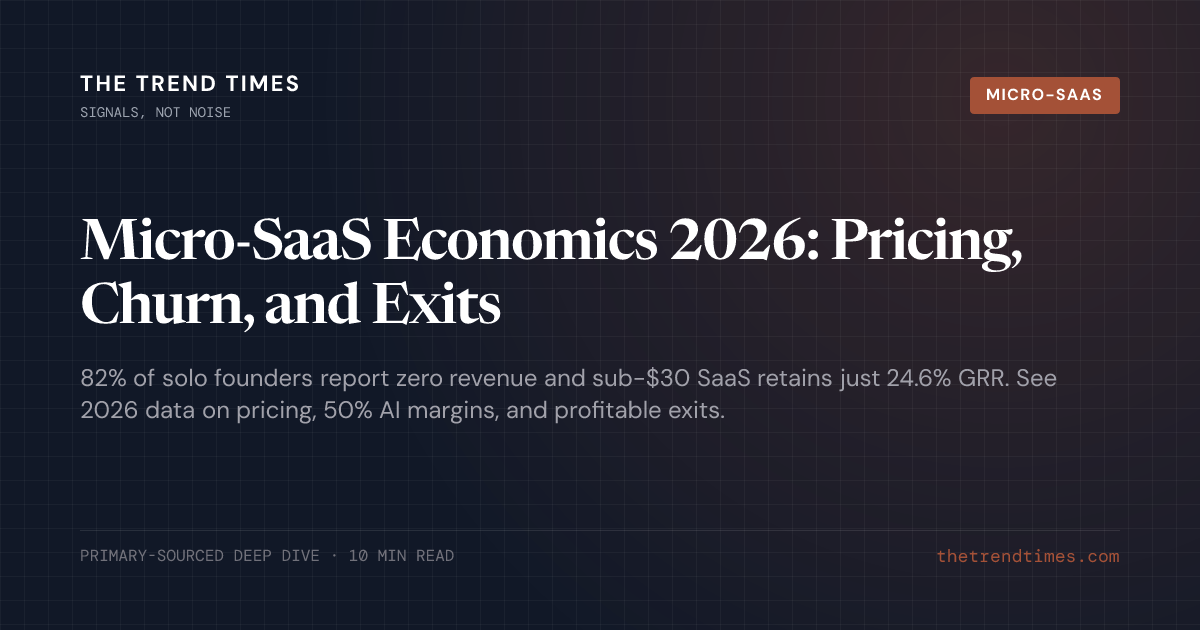 THE TREND TIMES
SIGNALS, NOT NOISE
MICRO-SAAS
Micro-SaaS Economics 2026: Pricing,
Churn, and Exits
82% of solo founders report zero revenue and sub-$30 SaaS retains just 24.6% GRR. See
2026 data on pricing, 50% AI margins, and profitable exits.
PRIMARY-SOURCED DEEP DIVE · 10 MIN READ
thetrendtimes.com